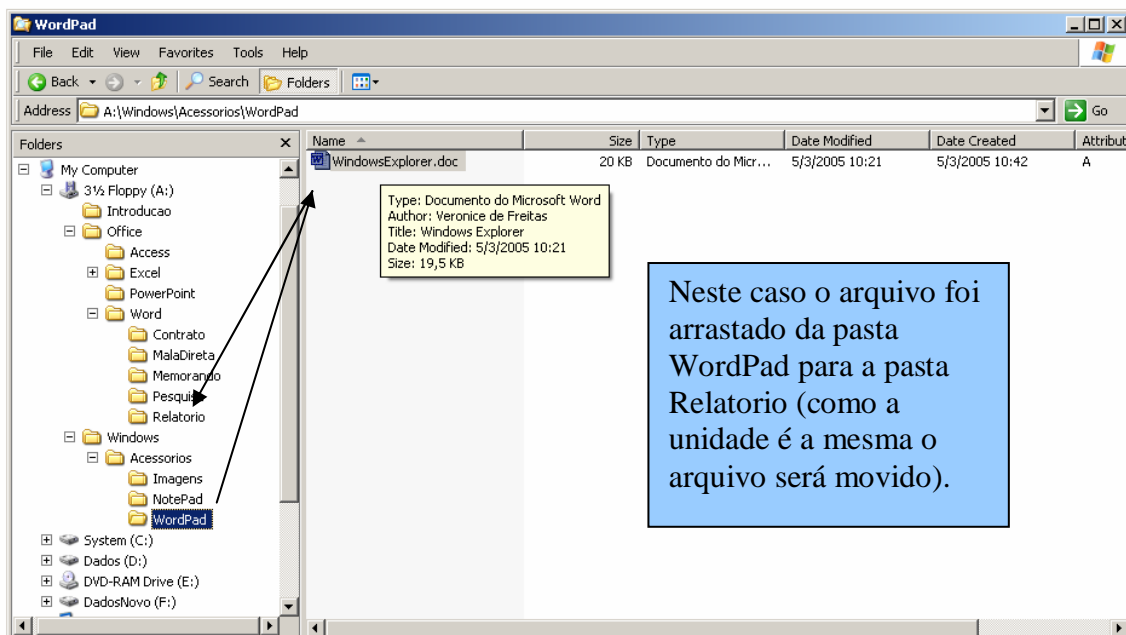 WordPad
File Edit View Favorites Tools Help
Back Search Folders
Address A:\Windows\Acessorios\WordPad Go
Folders x
My Computer
3½ Floppy (A:)
Introducao
Office
Access
Excel
PowerPoint
Word
Contrato
MalaDireta
Memorando
Pesquisa
Relatorio
Windows
Acessorios
Imagens
NotePad
WordPad
System (C:)
Dados (D:)
DVD-RAM Drive (E:)
DadosNovo (F:)
Name Size Type Date Modified Date Created Attribut
WindowsExplorer.doc 20 KB Documento do Micr... 5/3/2005 10:21 5/3/2005 10:42 A
Type: Documento do Microsoft Word
Author: Veronice de Freitas
Title: Windows Explorer
Date Modified: 5/3/2005 10:21
Size: 19,5 KB
Neste caso o arquivo foi
arrastado da pasta
WordPad para a pasta
Relatorio (como a
unidade é a mesma o
arquivo será movido).